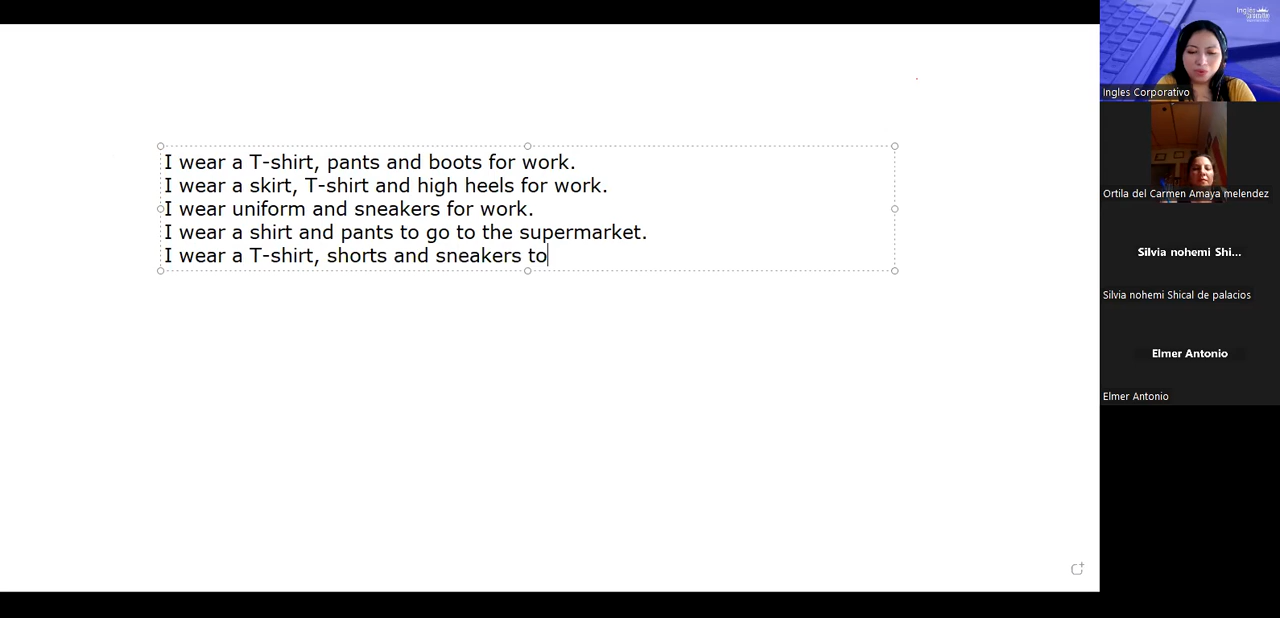 I wear a T-shirt, pants and boots for work.
I wear a skirt, T-shirt and high heels for work.
I wear uniform and sneakers for work.
I wear a shirt and pants to go to the supermarket.
I wear a T-shirt, shorts and sneakers to
Ingles Corporativo
Ortila del Carmen Amaya melendez
Silvia nohemi Shi...
Silvia nohemi Shical de palacios
Elmer Antonio
Elmer Antonio